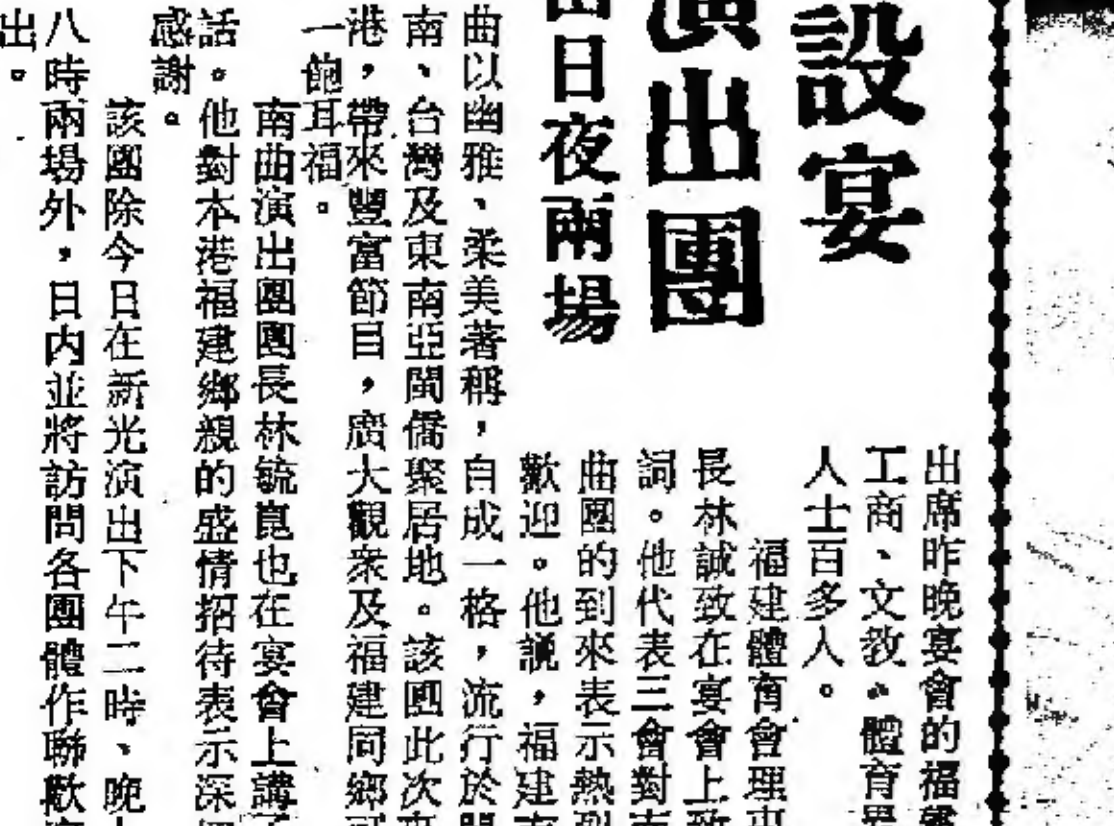 設宴
演出團
日夜兩場
出席昨晚宴會的福
工商、文教、體育界
人士百多人。
福建體育會理事
長林誠致在宴會上致
詞。他代表三會對南
曲團的到來表示熱烈
歡迎。他說，福建南
曲以幽雅、柔美著稱，自成一格，流行於閩
南、台灣及東南亞閩僑聚居地。該團此次來
港，帶來豐富節目，廣大觀衆及福建同鄉可
一飽耳福。
南曲演出團團長林毓崑也在宴會上講了
話。他對本港福建鄉親的盛情招待表示深切
感謝。
該團除今日在新光演出下午二時、晚上
八時兩場外，日內並將訪問各團體作聯歡演
出。